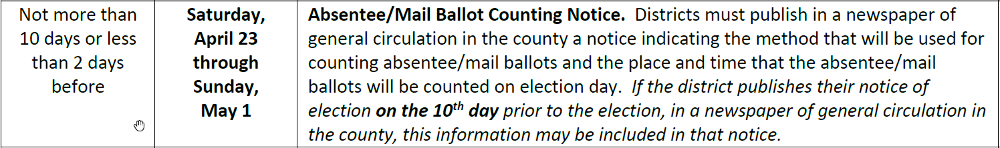 Not more than
10 days or less
than 2 days
before
Saturday,
April 23
through
Sunday,
May 1
Absentee/Mail Ballot Counting Notice. Districts must publish in a newspaper of
general circulation in the county a notice indicating the method that will be used for
counting absentee/mail ballots and the place and time that the absentee/mail
ballots will be counted on election day. If the district publishes their notice of
election on the 10th day prior to the election, in a newspaper of general circulation in
the county, this information may be included in that notice.